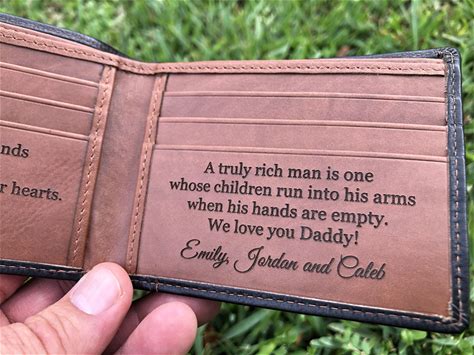 nds
r hearts.
A truly rich man is one
whose children run into his arms
when his hands are empty.
We love you Daddy!
Emily, Jordan and Caleb